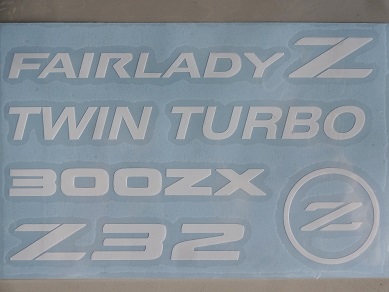 FAIRLADY Z
TWIN TURBO
300ZX
Z32
Z